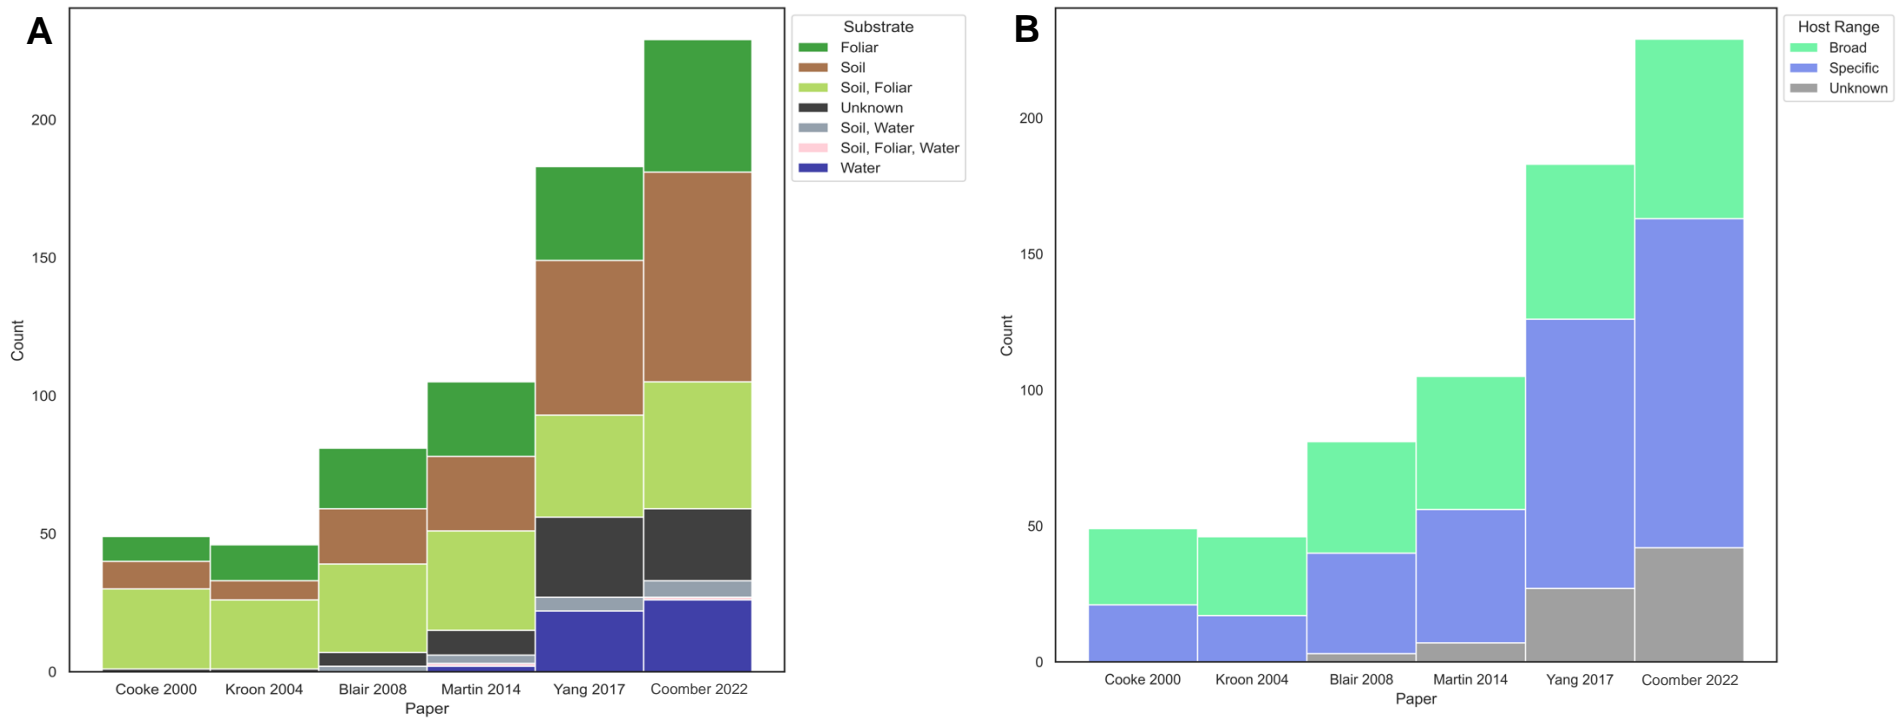 A
Substrate
Foliar
Soil
Soil, Foliar
Unknown
Soil, Water
Soil, Foliar, Water
Water
200
150
100
50
0
Count
Cooke 2000 Kroon 2004 Blair 2008 Martin 2014 Yang 2017 Coomber 2022
Paper
B
Host Range
Broad
Specific
Unknown
200
150
100
50
0
Count
Cooke 2000 Kroon 2004 Blair 2008 Martin 2014 Yang 2017 Coomber 2022
Paper